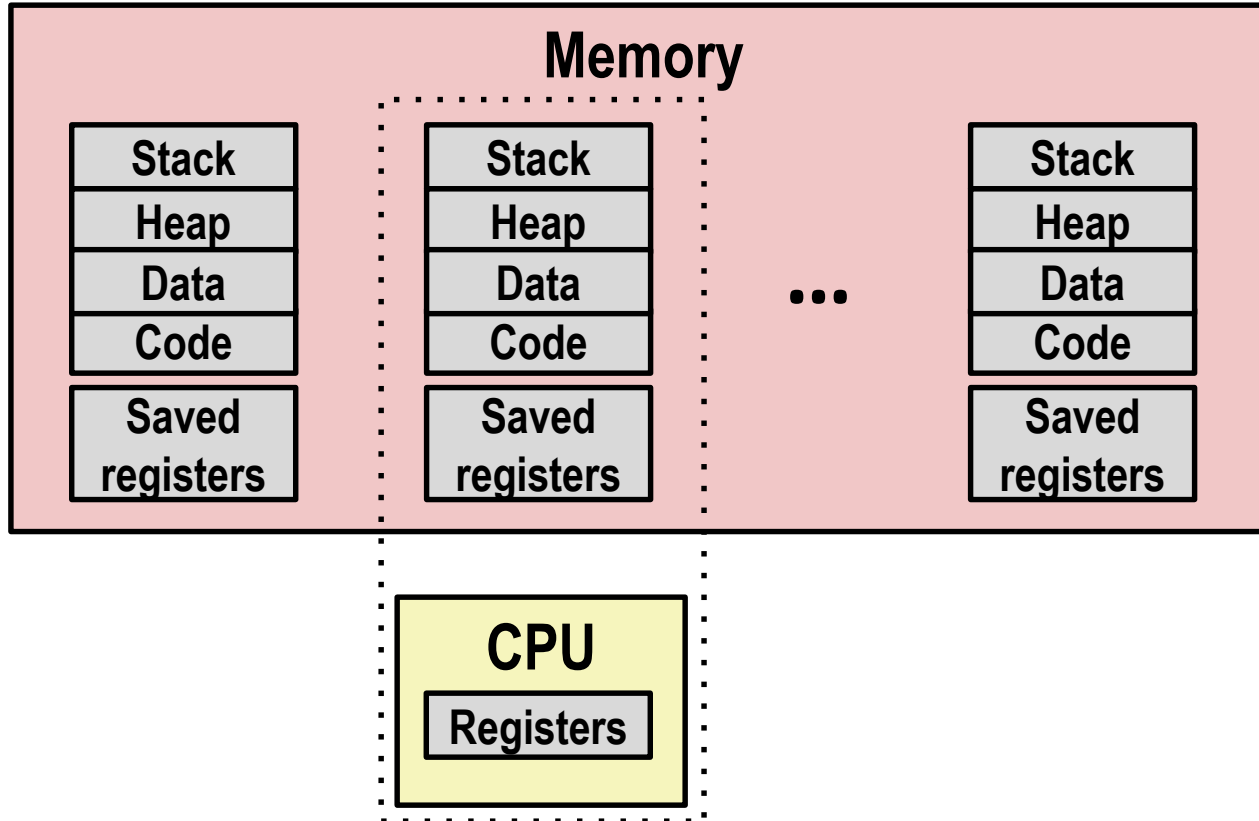 Memory
Stack
Heap
Data
Code
Saved
registers
Stack
Heap
Data
Code
Saved
registers
...
Stack
Heap
Data
Code
Saved
registers
CPU
Registers